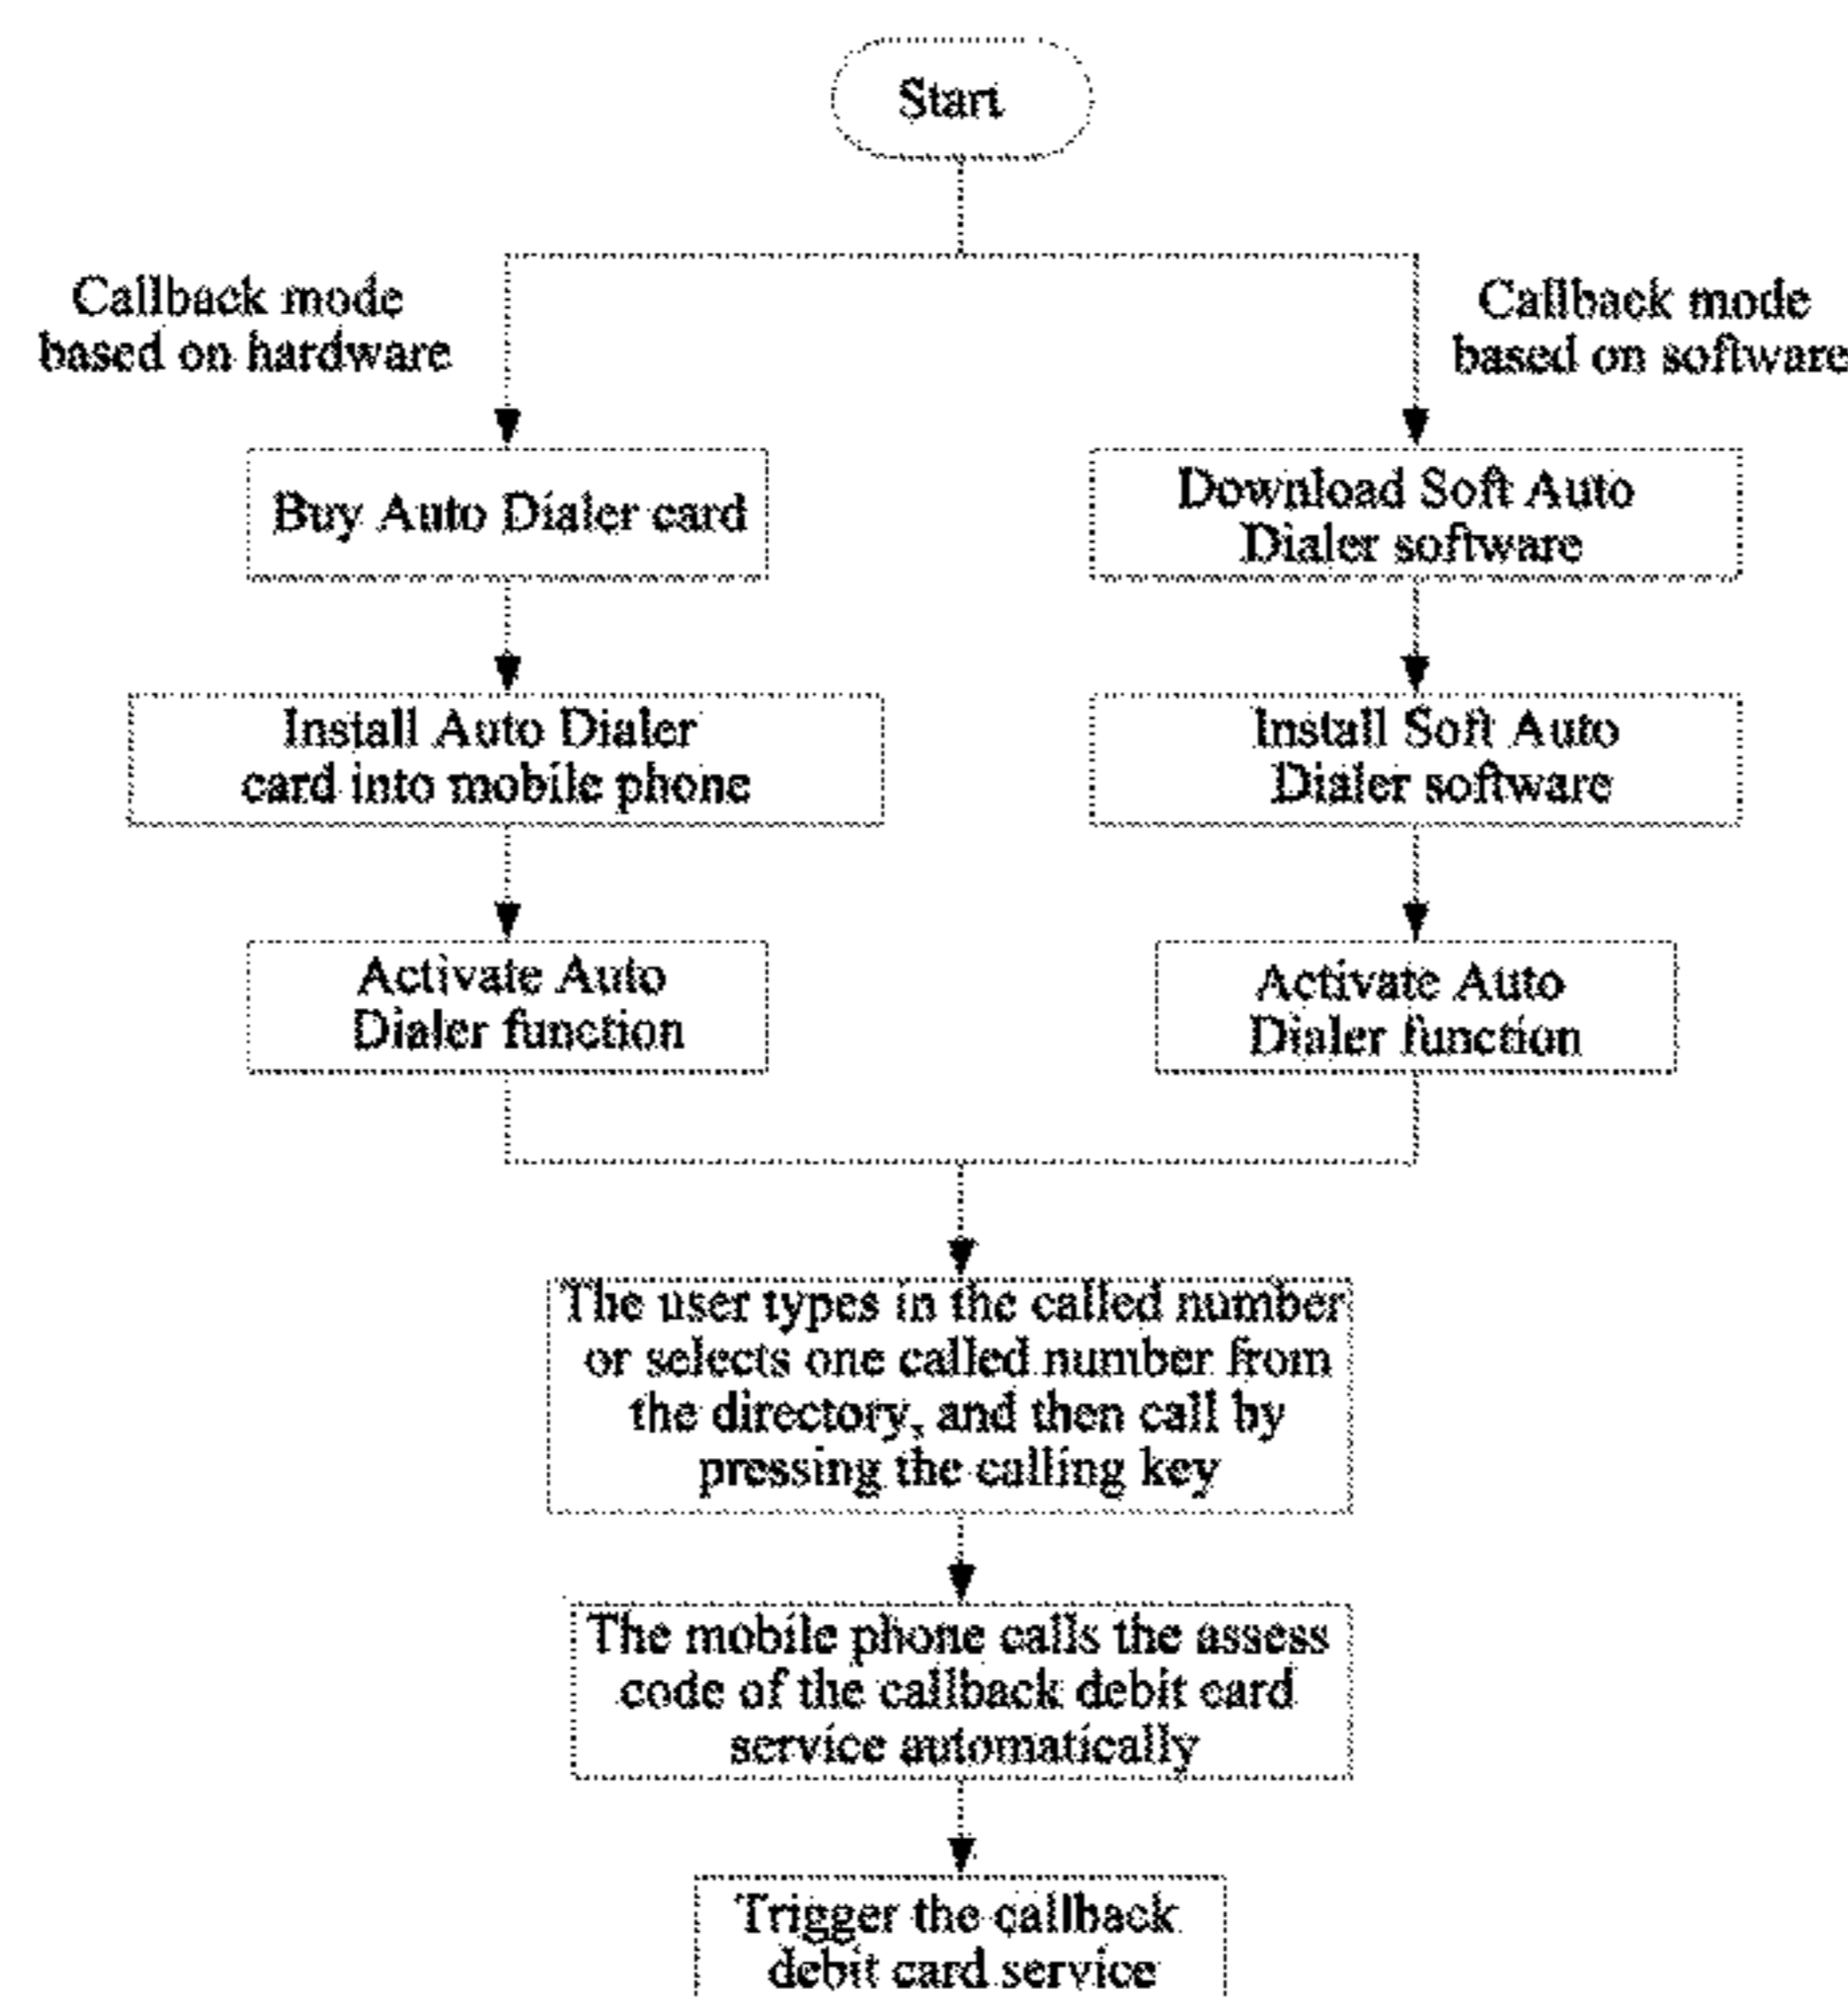 Start
Callback mode
based on hardware
Callback mode
based on software
Buy Auto Dialer card
Download Soft Auto
Dialer software
Install Auto Dialer
card into mobile phone
Install Soft Auto
Dialer software
Activate Auto
Dialer function
Activate Auto
Dialer function
The user types in the called number
or selects one called number from
the directory, and then call by
pressing the calling key
The mobile phone calls the assess
code of the callback debit card
service automatically
Trigger the callback
debit card service